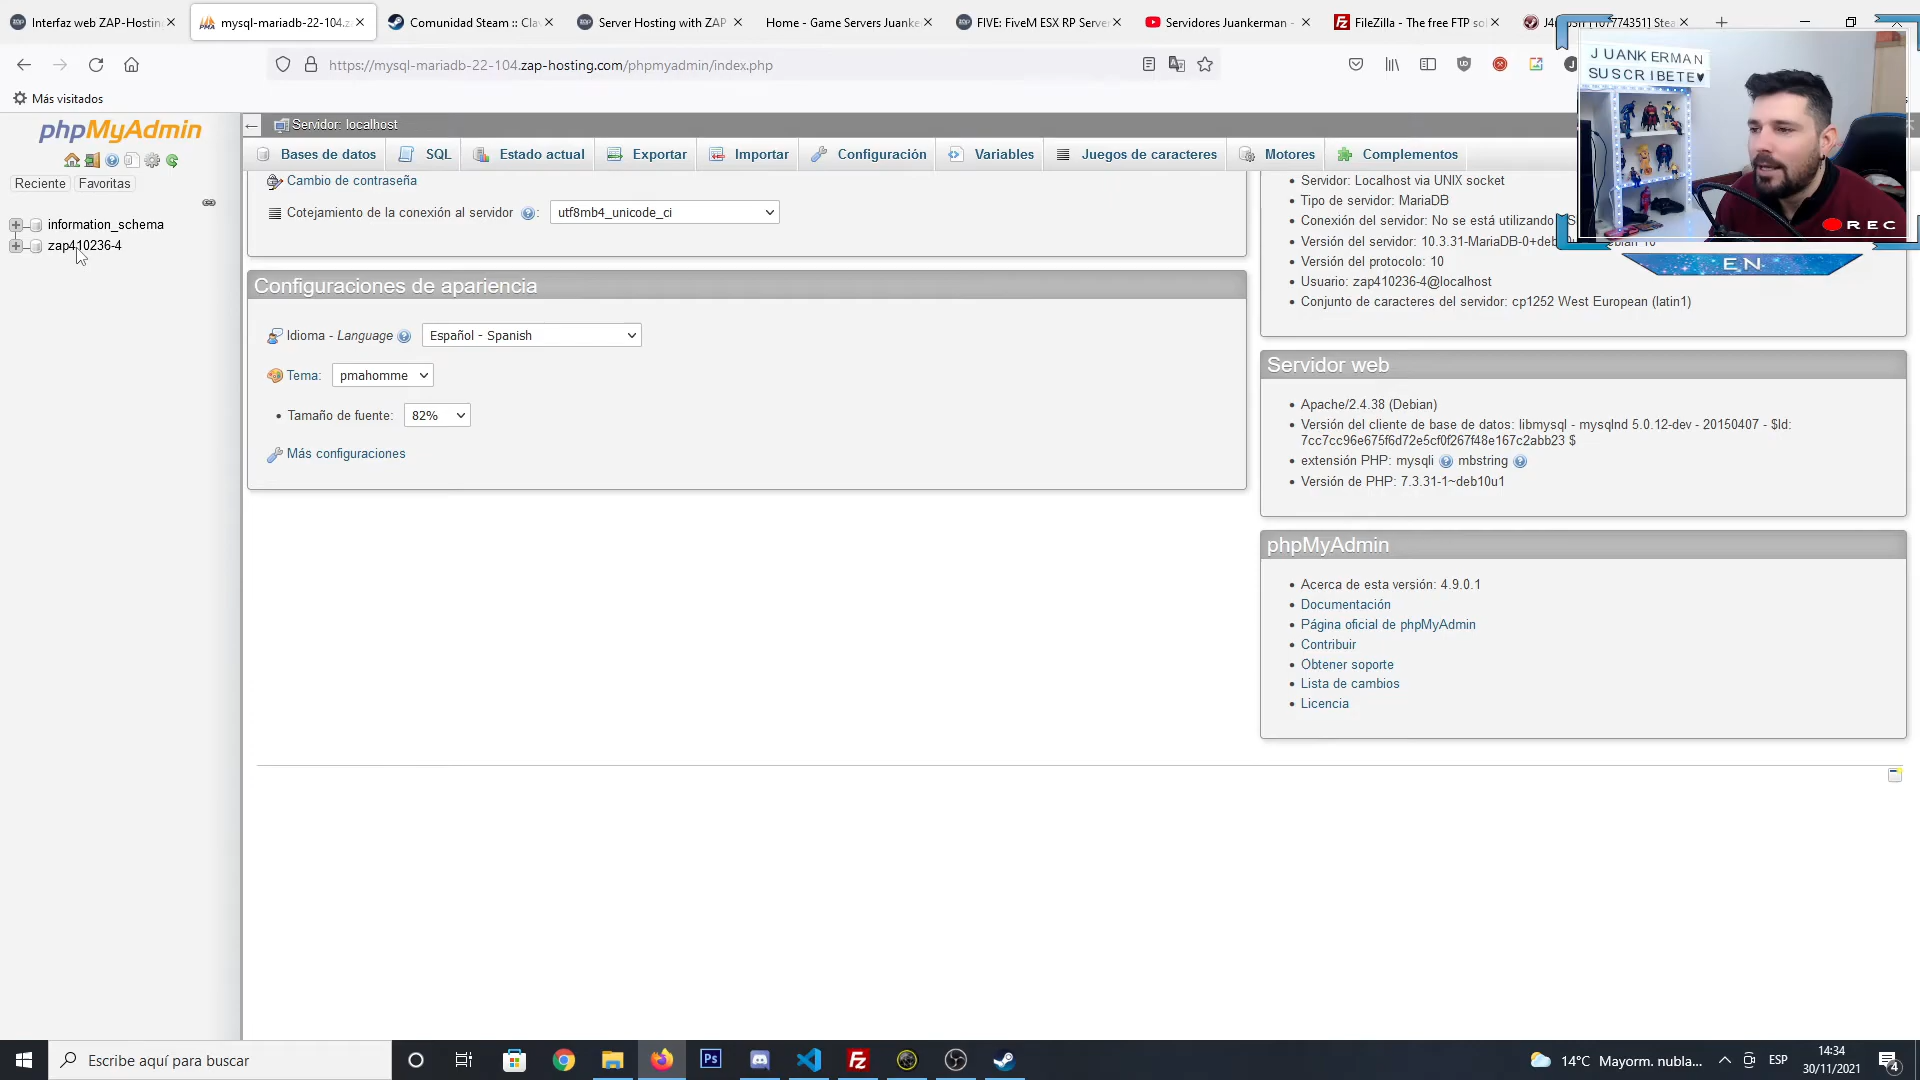 Interfaz web ZAP-Hostin
mysql-mariadb-22-104.z
Comunidad Steam :: Cla
Server Hosting with ZAP
Home - Game Servers Juanke
FIVE: FiveM ESX RP Serve
Servidores Juankerman -
FileZilla - The free FTP so
https://mysql-mariadb-22-104.zap-hosting.com/phpmyadmin/index.php
Más visitados
JUANKERMAN
SUSCRIBETE♥
REC
EN
phpMyAdmin
Reciente Favoritas
information_schema
zap410236-4
Servidor: localhost
Bases de datos SQL Estado actual Exportar Importar Configuración Variables Juegos de caracteres Motores Complementos
Cambio de contraseña
Cotejamiento de la conexión al servidor : utf8mb4_unicode_ci
Configuraciones de apariencia
Idioma - Language Español - Spanish
Tema: pmahomme
• Tamaño de fuente: 82%
Más configuraciones
• Servidor: Localhost via UNIX socket
• Tipo de servidor: MariaDB
• Conexión del servidor: No se está utilizando
• Versión del servidor: 10.3.31-MariaDB-0+deb
• Versión del protocolo: 10
• Usuario: zap410236-4@localhost
• Conjunto de caracteres del servidor: cp1252 West European (latin1)
Servidor web
• Apache/2.4.38 (Debian)
• Versión del cliente de base de datos: libmysql - mysqlnd 5.0.12-dev - 20150407 - $Id:
7cc7cc96e675f6d72e5cf0f267f48e167c2abb23 $
• extensión PHP: mysqli mbstring
• Versión de PHP: 7.3.31-1~deb10u1
phpMyAdmin
• Acerca de esta versión: 4.9.0.1
• Documentación
• Página oficial de phpMyAdmin
• Contribuir
• Obtener soporte
• Lista de cambios
• Licencia
Escribe aquí para buscar
14°C Mayorm. nubla...
ESP
14:34
30/11/2021
4